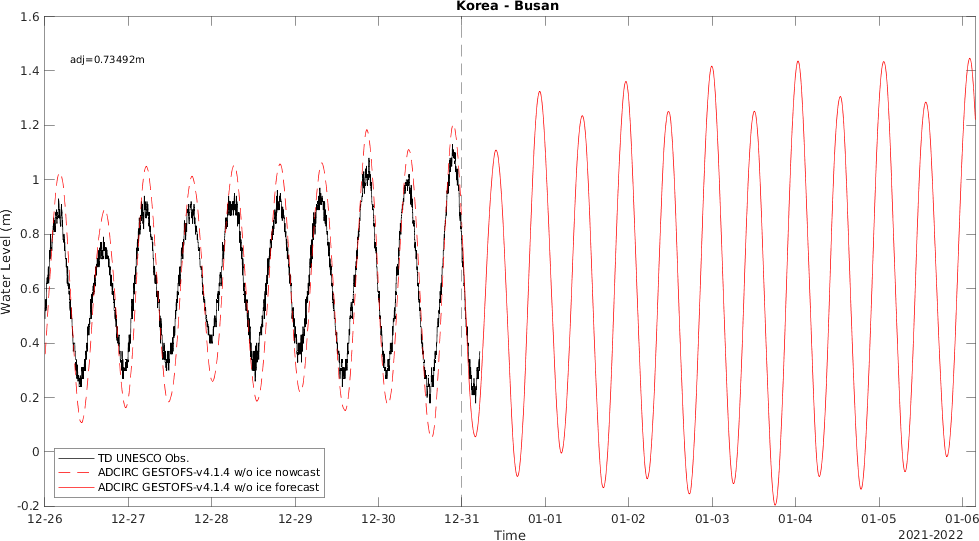 Korea - Busan
adj=0.73492m
1.6
1.4
1.2
1
0.8
0.6
0.4
0.2
0
-0.2
Water Level (m)
TD UNESCO Obs.
ADCIRC GESTOFS-v4.1.4 w/o ice nowcast
ADCIRC GESTOFS-v4.1.4 w/o ice forecast
12-26 12-27 12-28 12-29 12-30 12-31 01-01 01-02 01-03 01-04 01-05 01-06
Time
2021-2022